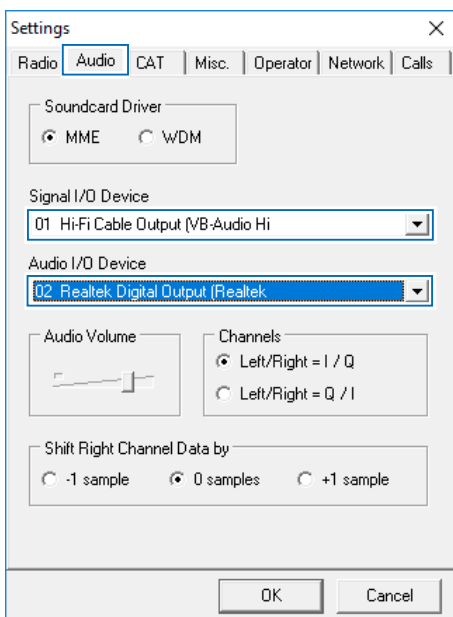 Settings
Radio Audio CAT Misc. Operator Network Calls
Soundcard Driver
MME WDM
Signal I/O Device
01 Hi-Fi Cable Output (VB-Audio Hi
Audio I/O Device
02 Realtek Digital Output (Realtek
Audio Volume Channels
Left/Right = I / Q
Left/Right = Q / I
Shift Right Channel Data by
-1 sample 0 samples +1 sample
OK Cancel